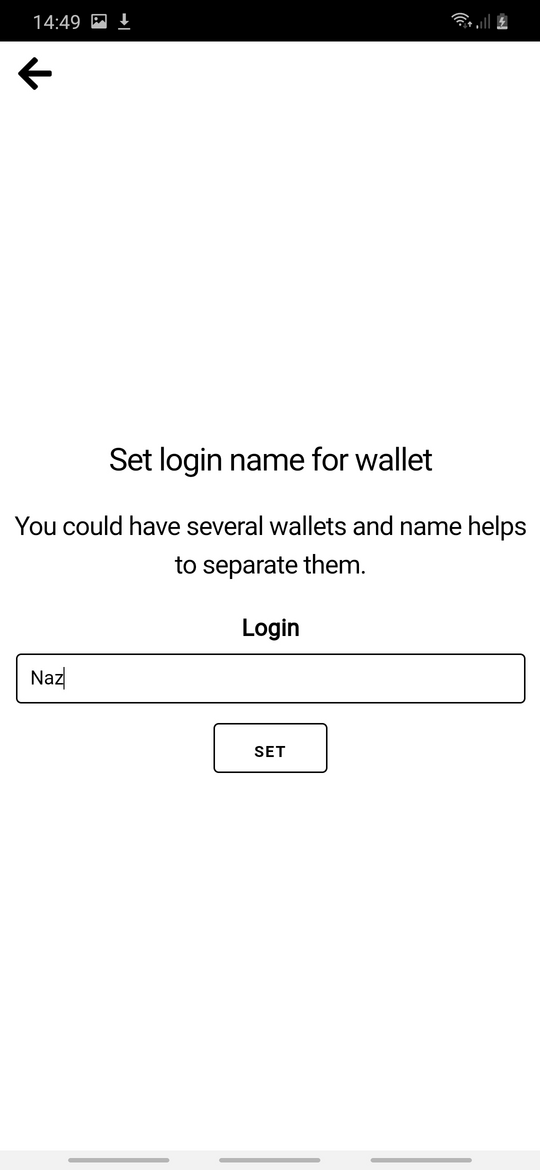 14:49
Set login name for wallet
You could have several wallets and name helps
to separate them.
Login
Naz
SET